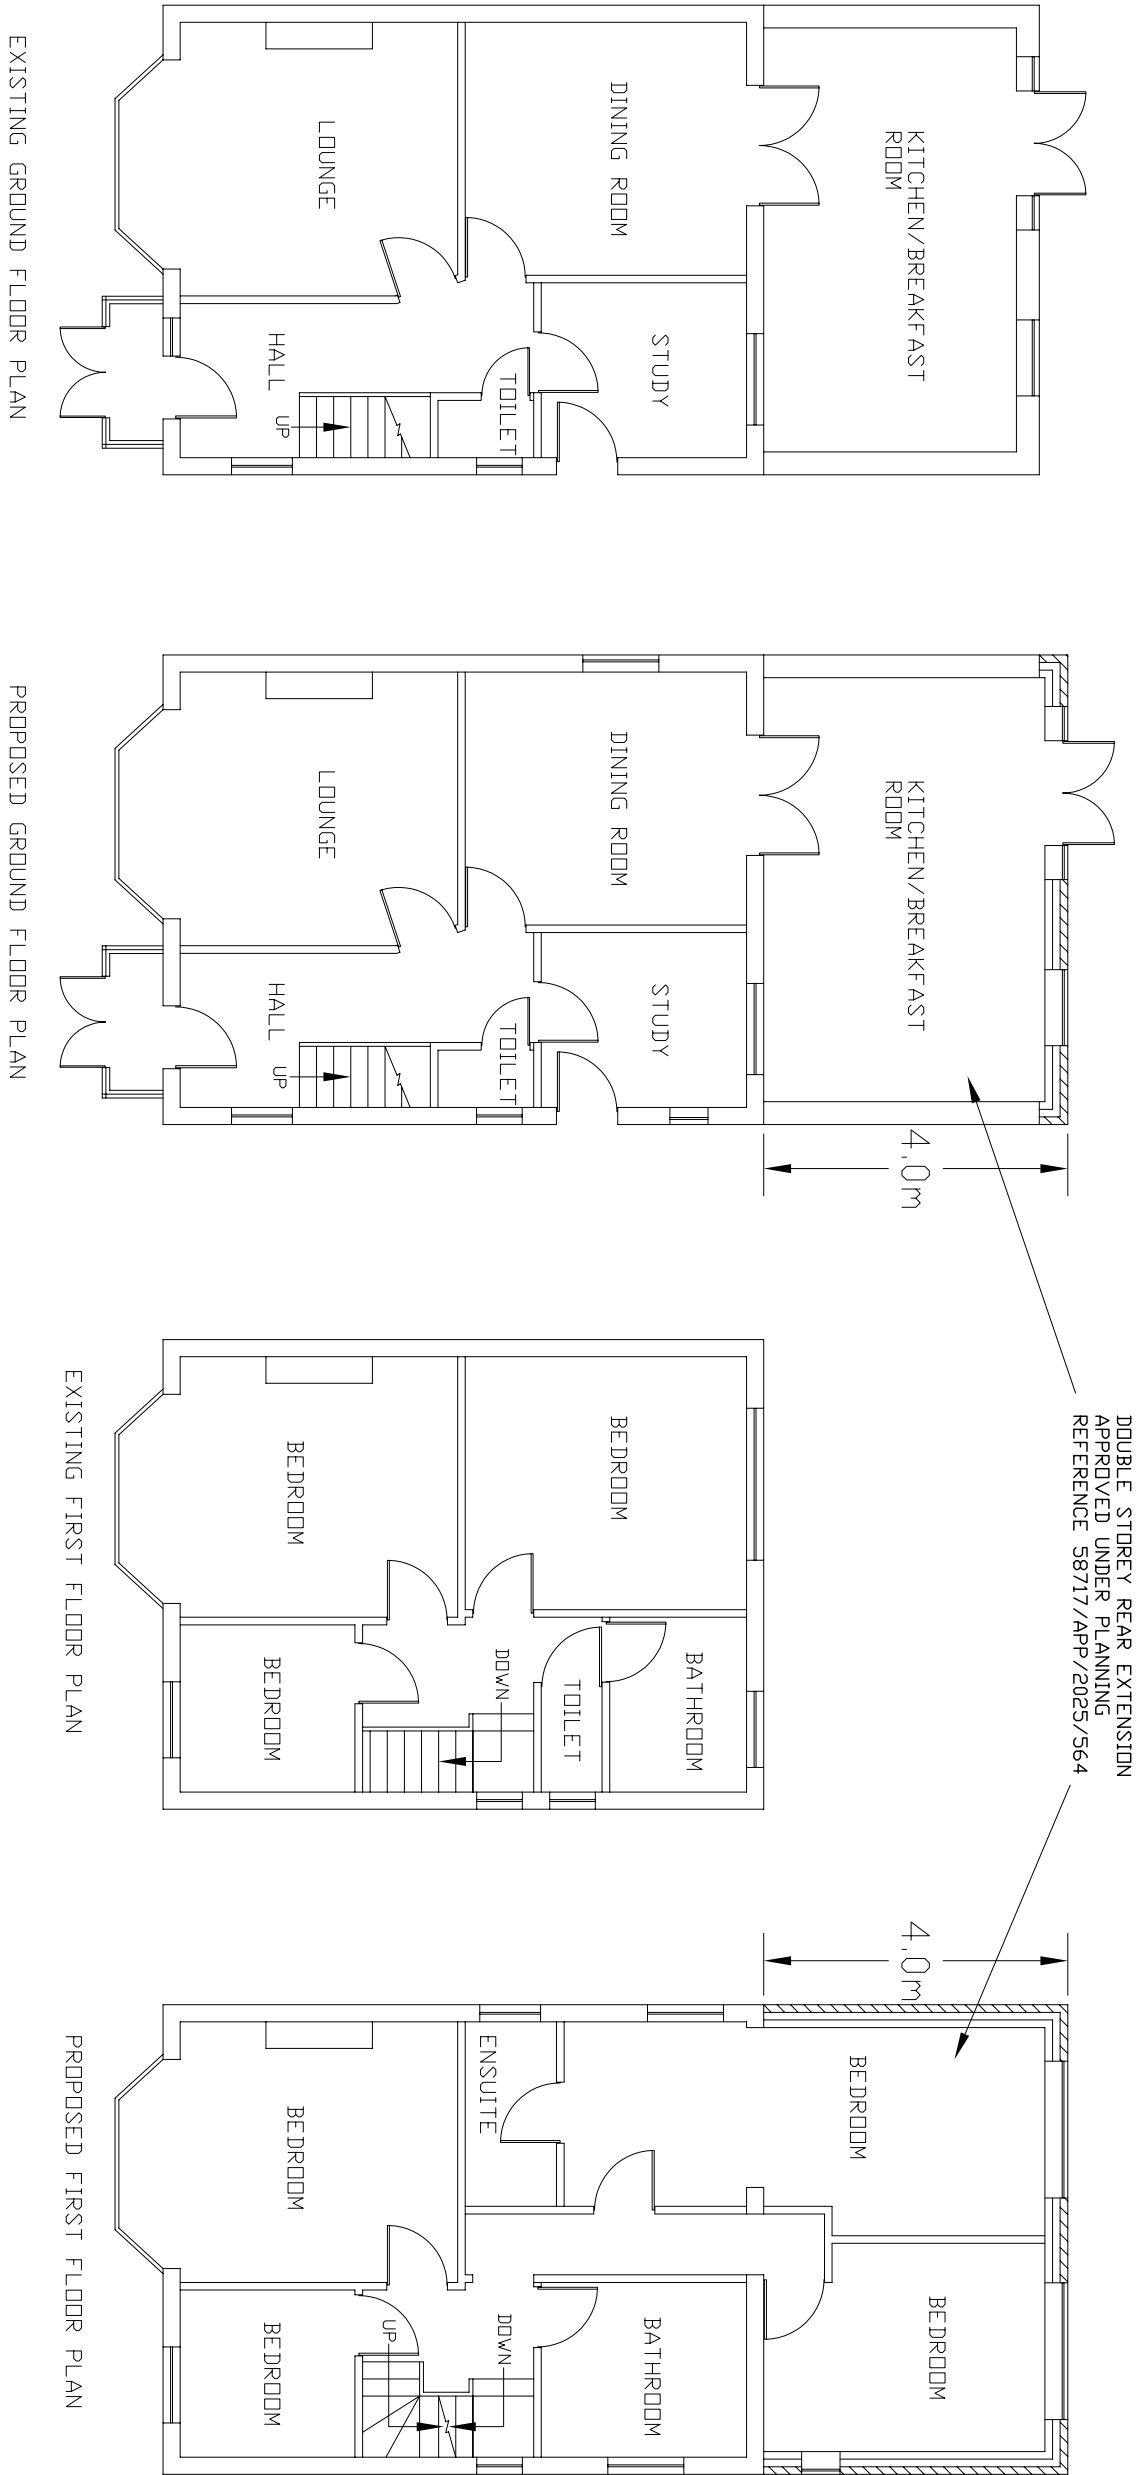 KITCHEN/BREAKFAST
ROOM
DINING ROOM
STUDY
LOUNGE
TOILET
HALL
UP
EXISTING GROUND FLOOR PLAN
KITCHEN/BREAKFAST
ROOM
4.0m
DINING ROOM
STUDY
LOUNGE
TOILET
HALL
UP
PROPOSED GROUND FLOOR PLAN
DOUBLE STOREY REAR EXTENSION
APPROVED UNDER PLANNING
REFERENCE 58717/APP/2025/564
BEDROOM
BATHROOM
TOILET
DOWN
BEDROOM
BEDROOM
EXISTING FIRST FLOOR PLAN
4.0m
BEDROOM
BEDROOM
ENSUITE
BATHROOM
DOWN
UP
BEDROOM
BEDROOM
PROPOSED FIRST FLOOR PLAN